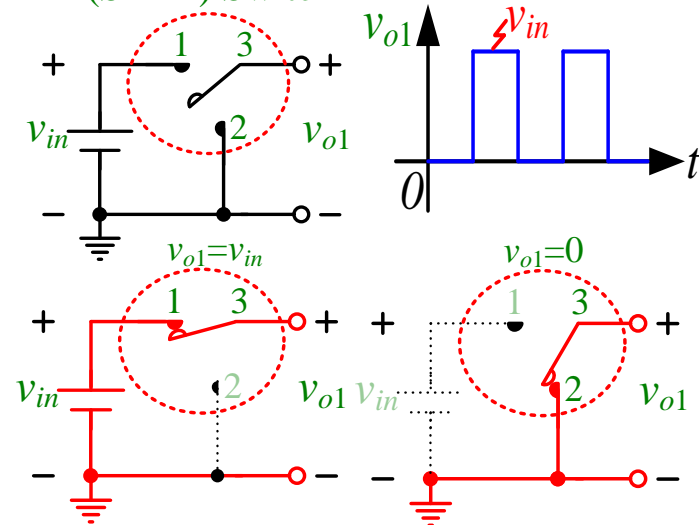 1 3
+ +
v_in 2 v_o1
– –
v_o1 v_in
0 t
v_o1=v_in
1 3
+ +
2
v_in v_o1
– –
v_o1=0
1 3
+ +
v_in 2 v_o1
– –